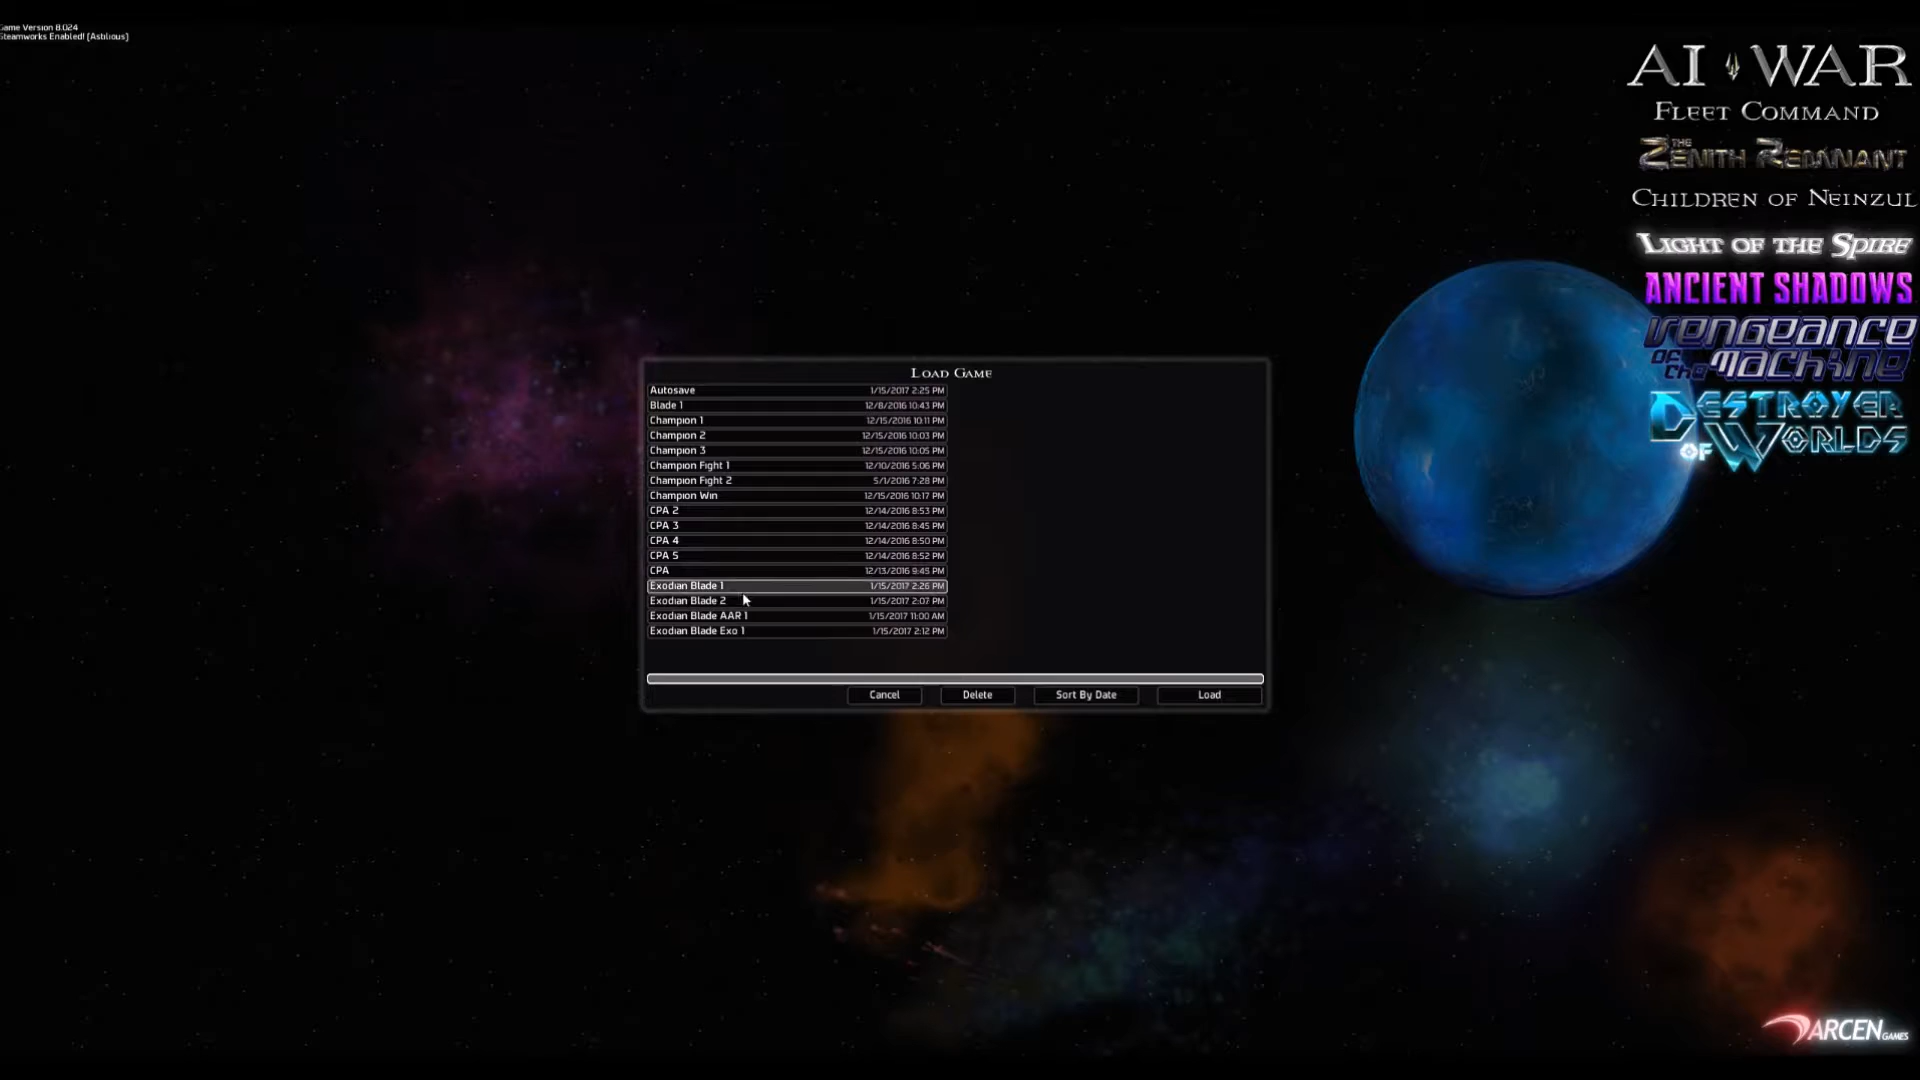 Game Version 8.024
Steamworks Enabled! (Asblious)
AI WAR
FLEET COMMAND
THE ZENITH REMNANT
CHILDREN OF NEINZUL
LIGHT OF THE SPIRE
ANCIENT SHADOWS
VENGEANCE
OF THE MACHINE
DESTROYER
OF WORLDS
LOAD GAME
Autosave 1/15/2017 2:25 PM
Blade 1 12/8/2016 10:43 PM
Champion 1 12/15/2016 10:11 PM
Champion 2 12/15/2016 10:03 PM
Champion 3 12/15/2016 10:05 PM
Champion Fight 1 12/10/2016 5:06 PM
Champion Fight 2 5/1/2016 7:28 PM
Champion Win 12/15/2016 10:17 PM
CPA 2 12/14/2016 8:53 PM
CPA 3 12/14/2016 8:45 PM
CPA 4 12/14/2016 8:50 PM
CPA 5 12/14/2016 8:52 PM
CPA 12/13/2016 9:45 PM
Exodian Blade 1 1/15/2017 2:26 PM
Exodian Blade 2 1/15/2017 2:07 PM
Exodian Blade AAR 1 1/15/2017 11:00 AM
Exodian Blade Exo 1 1/15/2017 2:12 PM
Cancel Delete Sort By Date Load
ARCEN GAMES